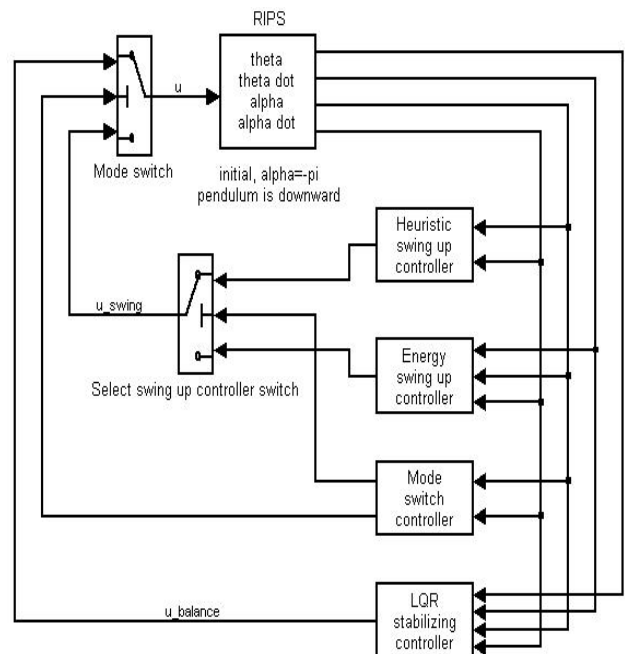 RIPS
theta
theta dot
alpha
alpha dot
u
Mode switch
initial, alpha=-pi
pendulum is downward
Heuristic
swing up
controller
u_swing
Energy
swing up
controller
Select swing up controller switch
Mode
switch
controller
LQR
stabilizing
controller
u_balance